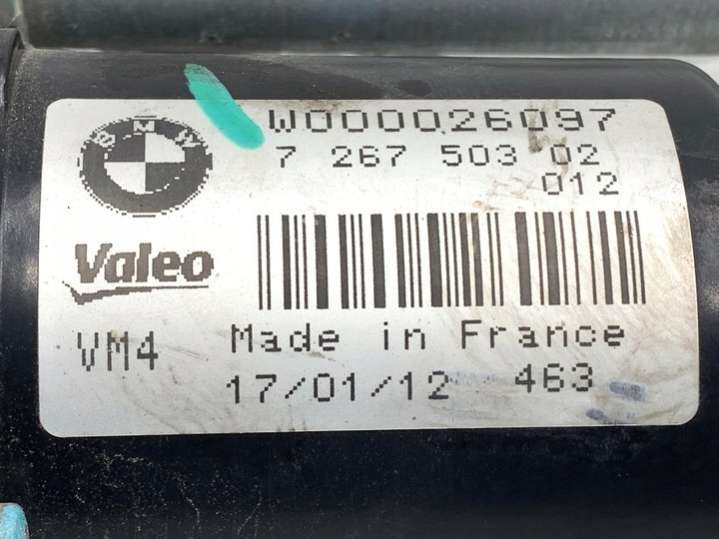 BMW
W000026097
7 267 503 02
012
Valeo
VM4
Made in France
17/01/12 463